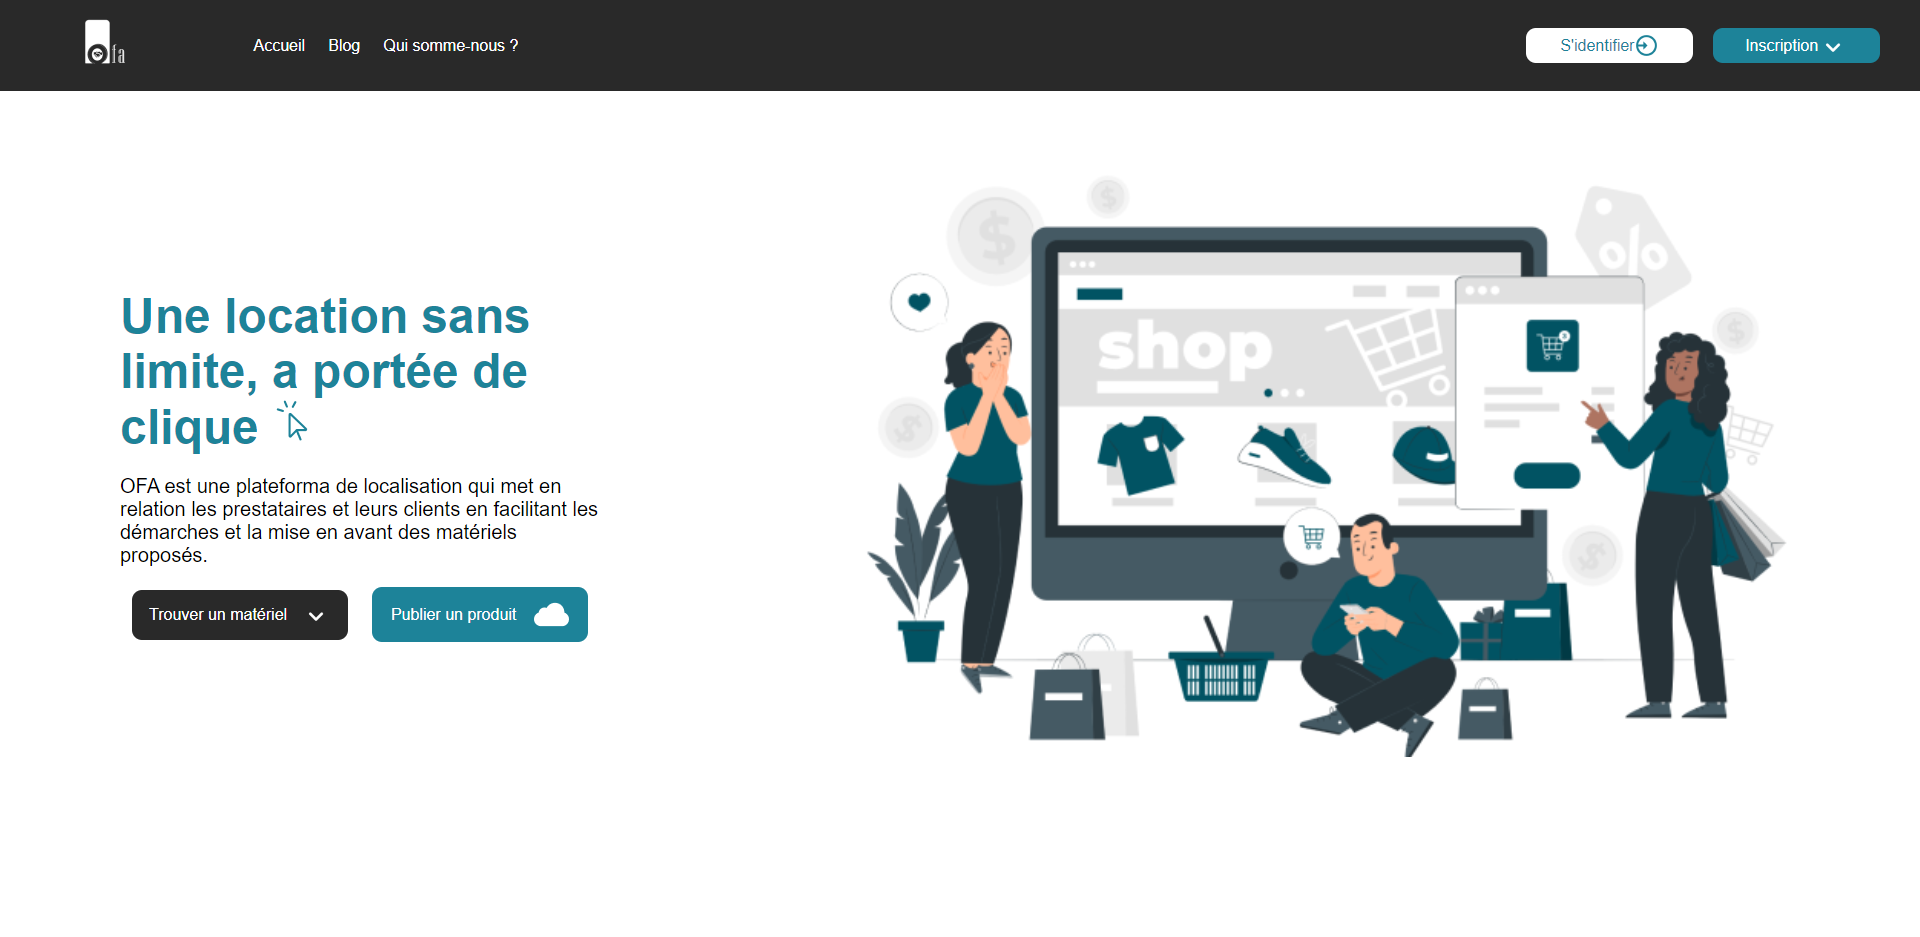 Ofa
Accueil Blog Qui somme-nous ?
S'identifier Inscription
Une location sans
limite, a portée de
clique
OFA est une plateforma de localisation qui met en
relation les prestataires et leurs clients en facilitant les
démarches et la mise en avant des matériels
proposés.
Trouver un matériel Publier un produit
shop